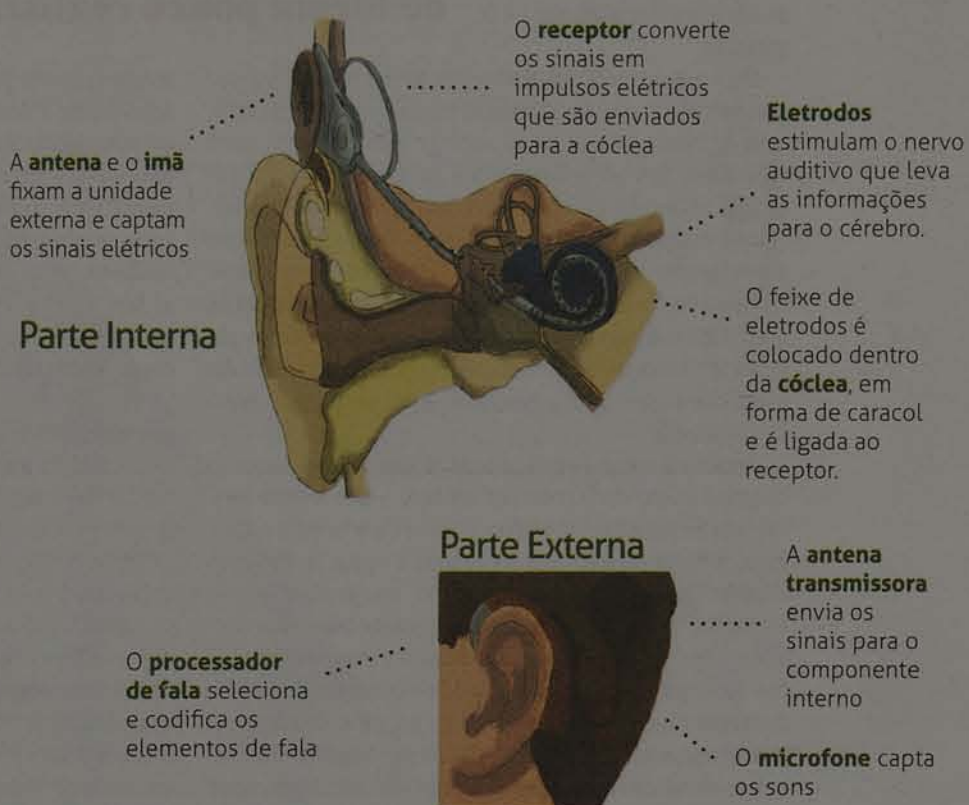 O receptor converte
os sinais em
impulsos elétricos
que são enviados
para a cóclea
Eletrodos
estimulam o nervo
auditivo que leva
as informações
para o cérebro.
A antena e o imã
fixam a unidade
externa e captam
os sinais elétricos
Parte Interna
O feixe de
eletrodos é
colocado dentro
da cóclea, em
forma de caracol
e é ligada ao
receptor.
Parte Externa
A antena
transmissora
envia os
sinais para o
componente
interno
O processador
de fala seleciona
e codifica os
elementos de fala
O microfone capta
os sons